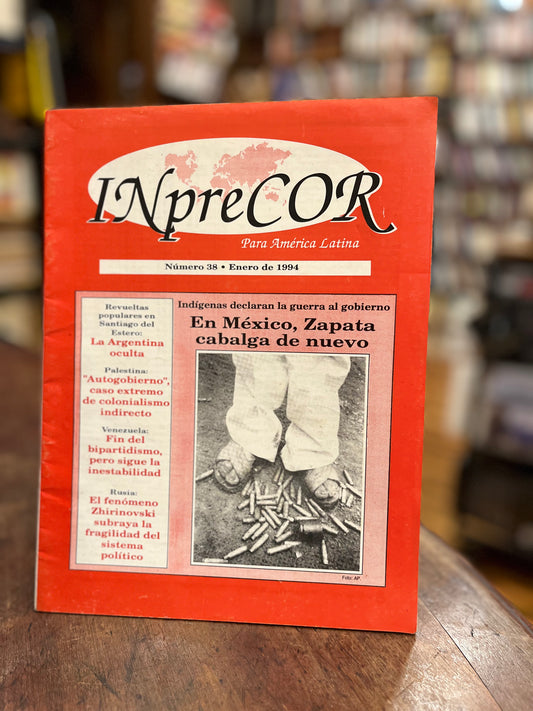 INpreCOR
Para América Latina
Número 38 • Enero de 1994
Revueltas
populares en
Santiago del
Estero:
La Argentina
oculta
Palestina:
"Autogobierno",
caso extremo
de colonialismo
indirecto
Venezuela:
Fin del
bipartidismo,
pero sigue la
inestabilidad
Rusia:
El fenómeno
Zhirinovski
subraya la
fragilidad del
sistema
político
Indígenas declaran la guerra al gobierno
En México, Zapata
cabalga de nuevo
Foto: AP.